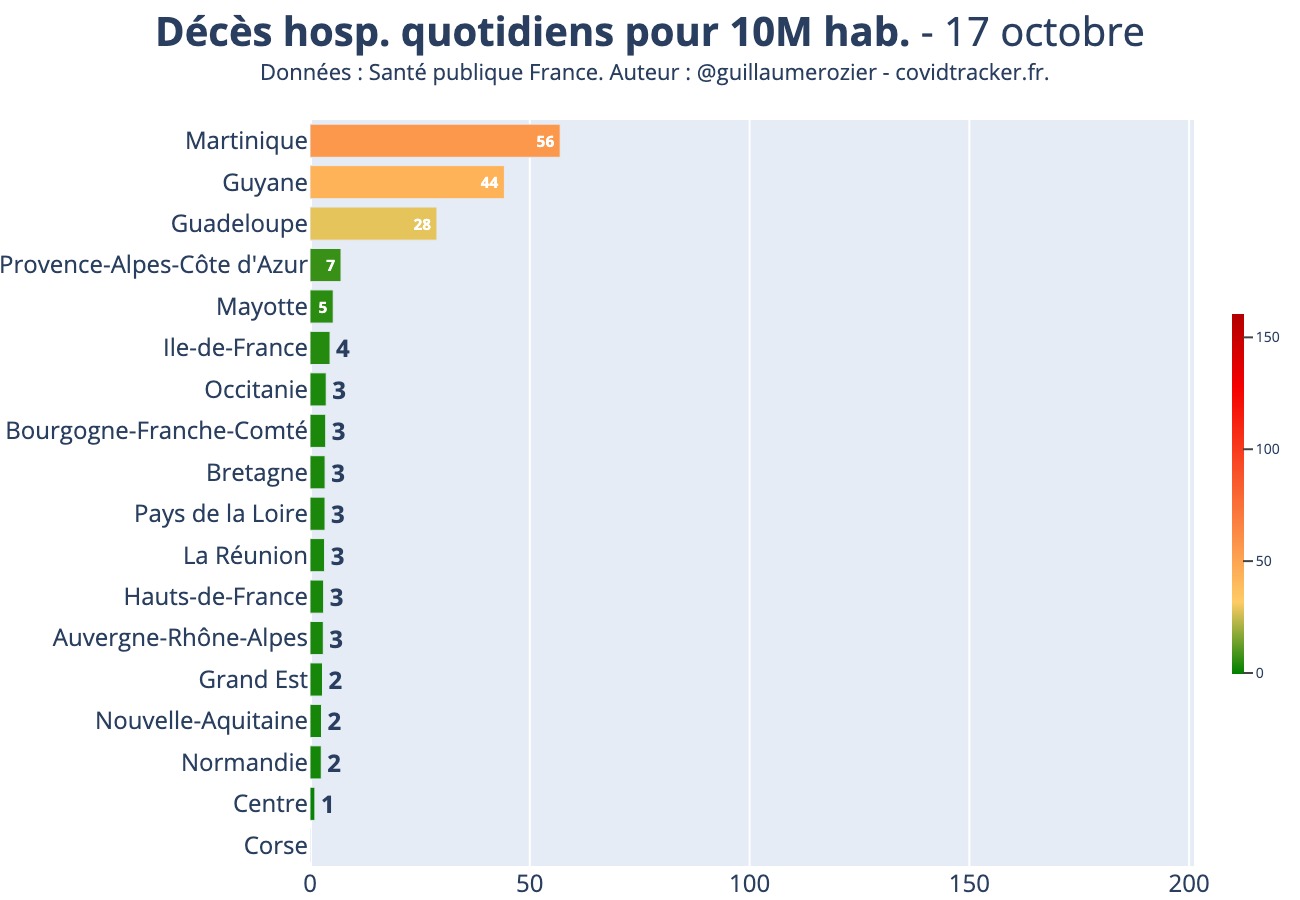 Décès hosp. quotidiens pour 10M hab. - 17 octobre
Données : Santé publique France. Auteur : @guillaumerozier - covidtracker.fr.
Martinique 56
Guyane 44
Guadeloupe 28
Provence-Alpes-Côte d'Azur 7
Mayotte 5
Ile-de-France 4
Occitanie 3
Bourgogne-Franche-Comté 3
Bretagne 3
Pays de la Loire 3
La Réunion 3
Hauts-de-France 3
Auvergne-Rhône-Alpes 3
Grand Est 2
Nouvelle-Aquitaine 2
Normandie 2
Centre 1
Corse
0 50 100 150 200
150
100
50
0